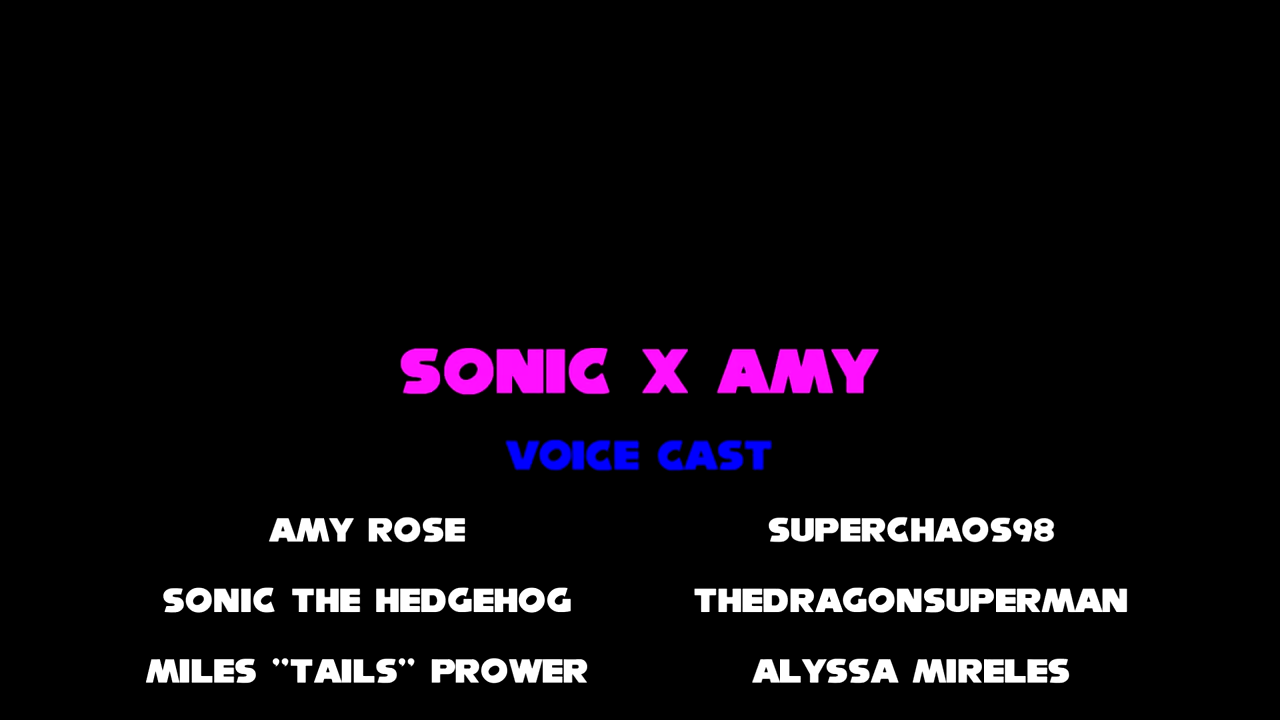 SONIC X AMY
VOICE CAST
AMY ROSE SUPERCHAOS98
SONIC THE HEDGEHOG THEDRAGONSUPERMAN
MILES "TAILS" PROWER ALYSSA MIRELES